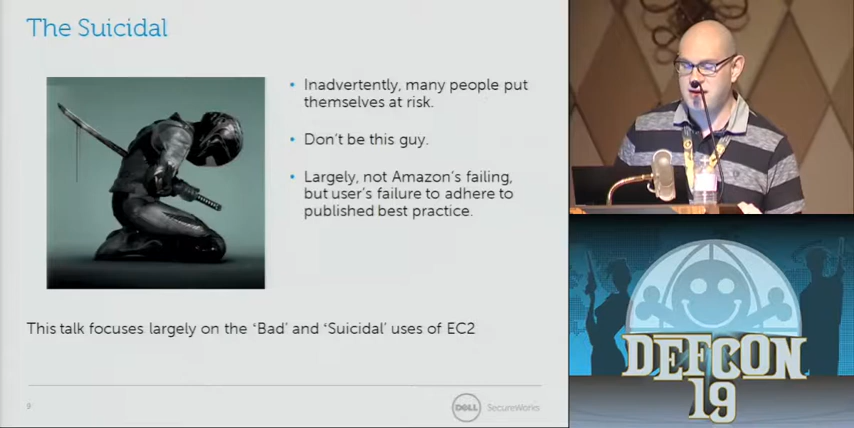 The Suicidal
• Inadvertently, many people put
themselves at risk.
• Don't be this guy.
• Largely, not Amazon's failing,
but user's failure to adhere to
published best practice.
This talk focuses largely on the 'Bad' and 'Suicidal' uses of EC2
9
DELL SecureWorks
DEFCON
19